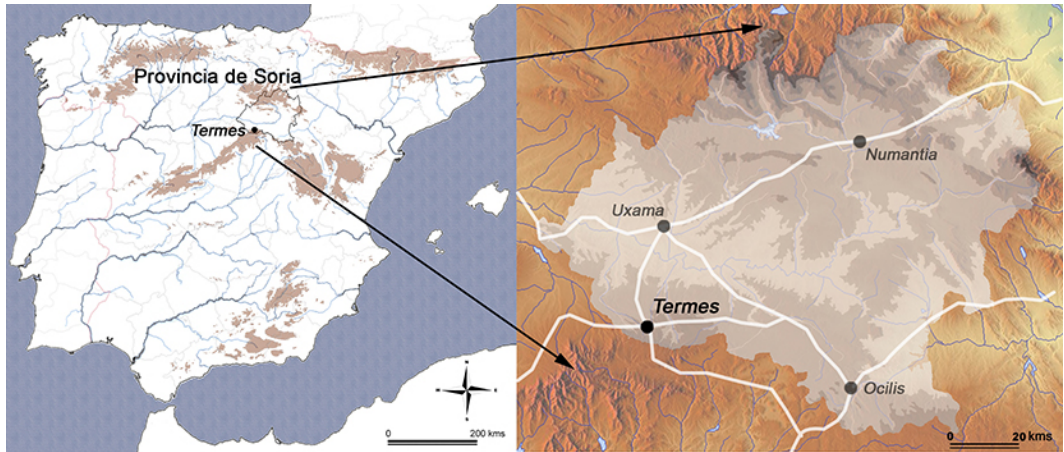 Provincia de Soria
Termes
N
W
E
S
0
200 kms
Numantia
Uxama
Termes
Ocilis
0
20 kms